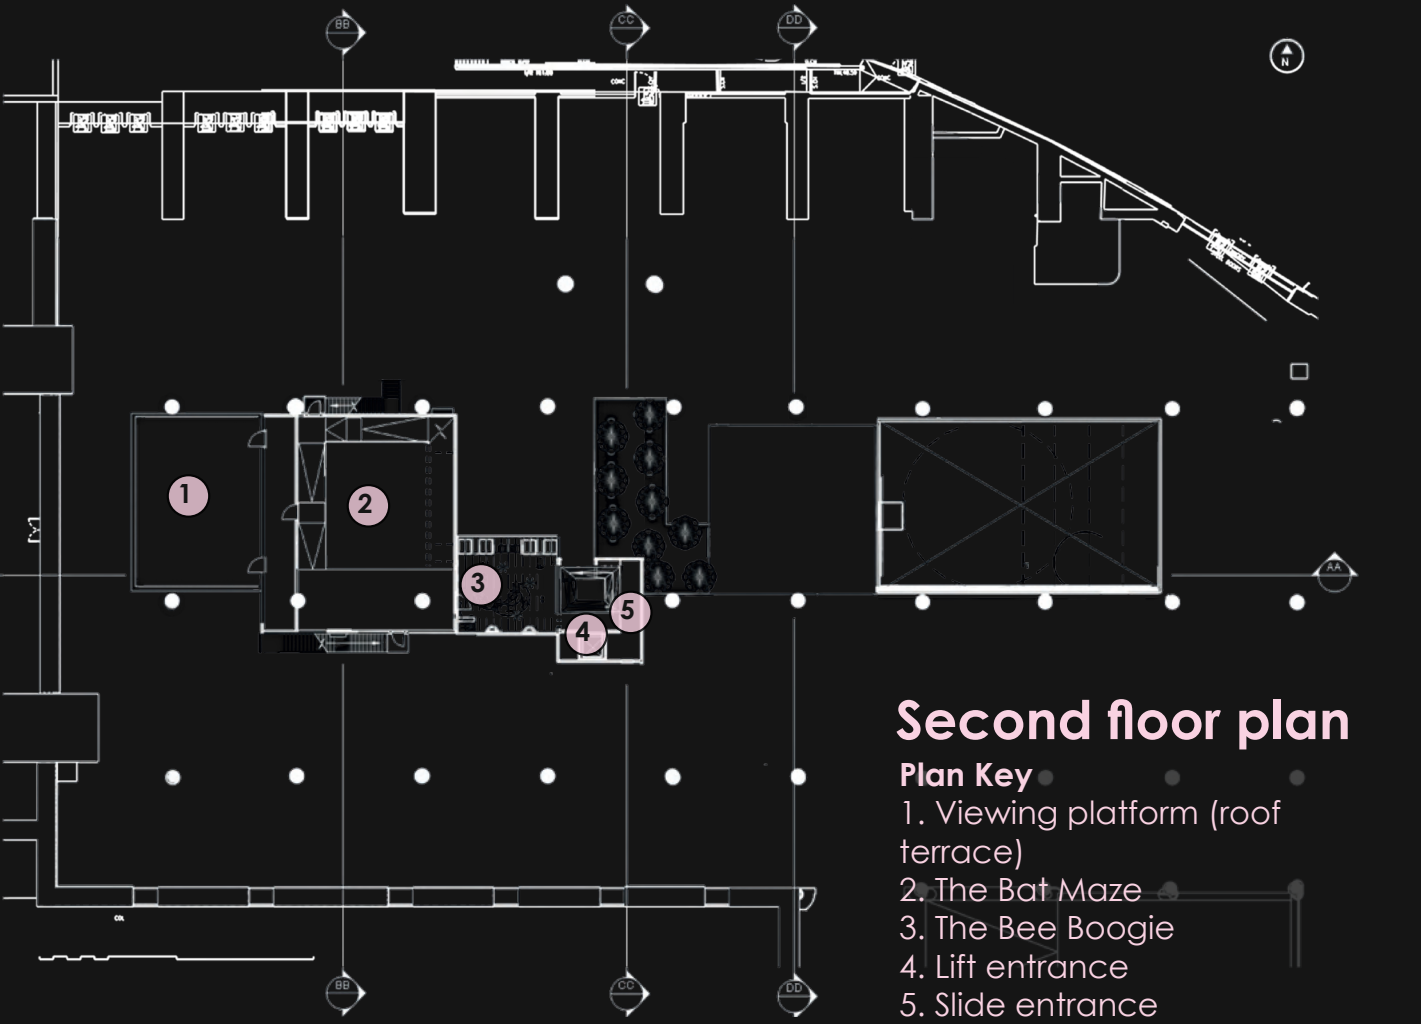 BB
CC
DD
N
1
2
3
4
5
AA
Second floor plan
Plan Key
1. Viewing platform (roof
terrace)
2. The Bat Maze
3. The Bee Boogie
4. Lift entrance
5. Slide entrance
BB
CC
DD